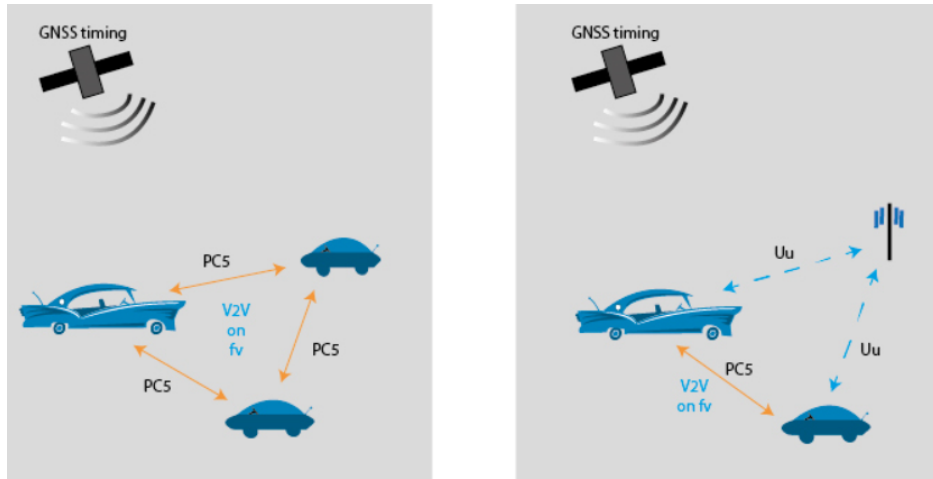 GNSS timing
PC5
V2V
on
fv
PC5
PC5
GNSS timing
Uu
Uu
PC5
V2V
on fv